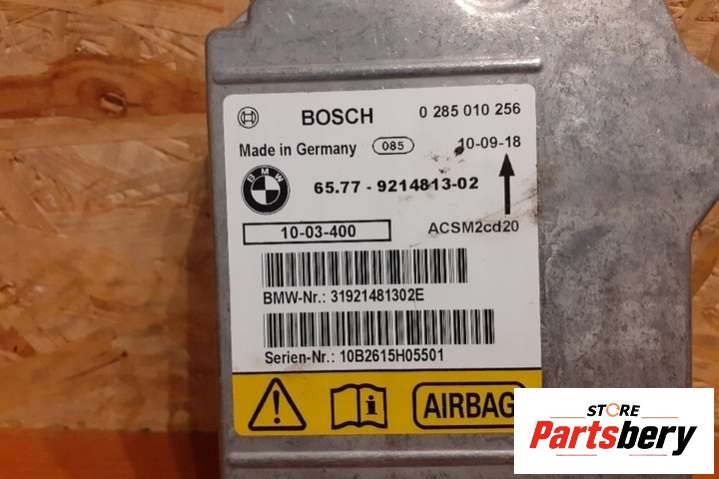 BOSCH 0 285 010 256
Made in Germany 085 10-09-18
BMW 65.77 - 9214813-02
10-03-400 ACSM2cd20
BMW-Nr.: 31921481302E
Serien-Nr.: 10B2615H05501
AIRBAG
STORE
Partsbery